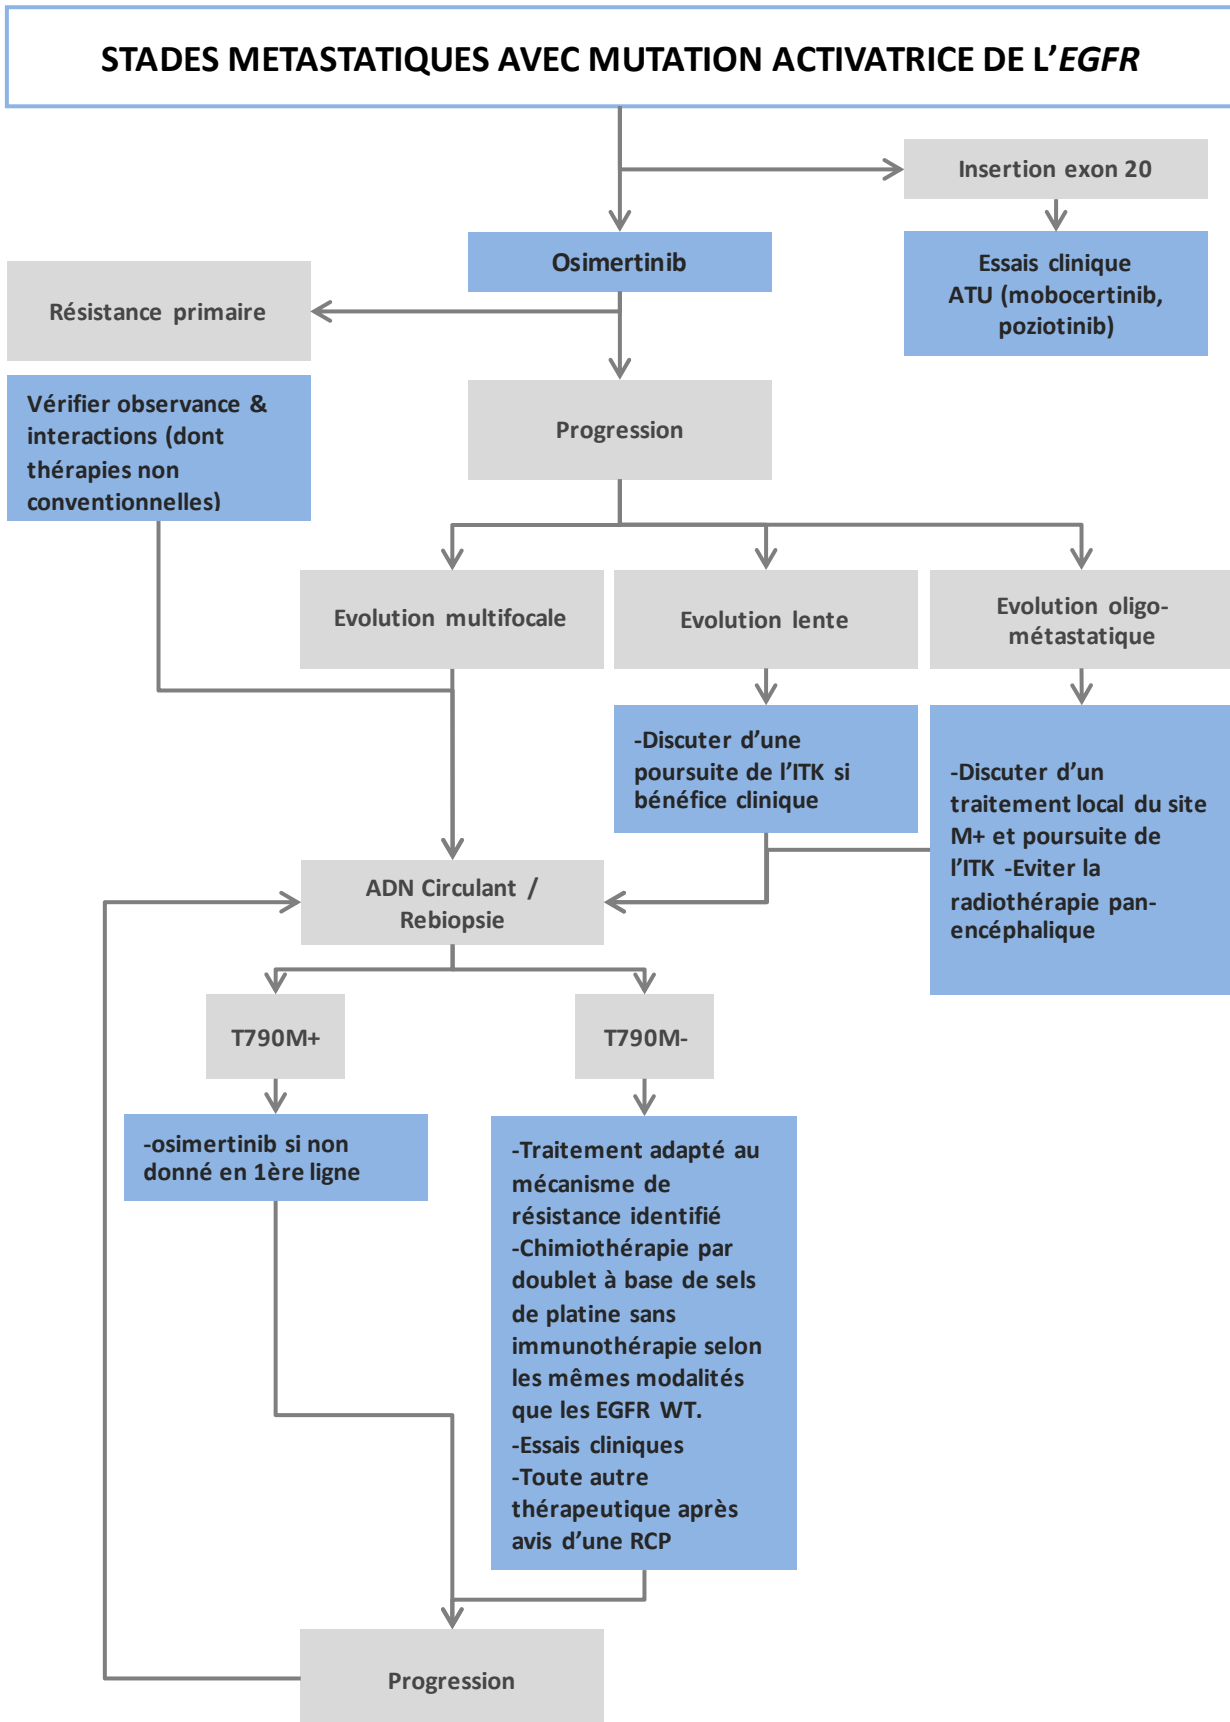 STADES METASTATIQUES AVEC MUTATION ACTIVATRICE DE L’EGFR
Insertion exon 20
Osimertinib
Essais clinique
ATU (mobocertinib,
poziotinib)
Résistance primaire
Vérifier observance &
interactions (dont
thérapies non
conventionnelles)
Progression
Evolution multifocale
Evolution lente
Evolution oligo-
métastatique
-Discuter d’une
poursuite de l’ITK si
bénéfice clinique
-Discuter d’un
traitement local du site
M+ et poursuite de
l’ITK -Eviter la
radiothérapie pan-
encéphalique
ADN Circulant /
Rebiopsie
T790M+
T790M-
-osimertinib si non
donné en 1ère ligne
-Traitement adapté au
mécanisme de
résistance identifié
-Chimiothérapie par
doublet à base de sels
de platine sans
immunothérapie selon
les mêmes modalités
que les EGFR WT.
-Essais cliniques
-Toute autre
thérapeutique après
avis d’une RCP
Progression